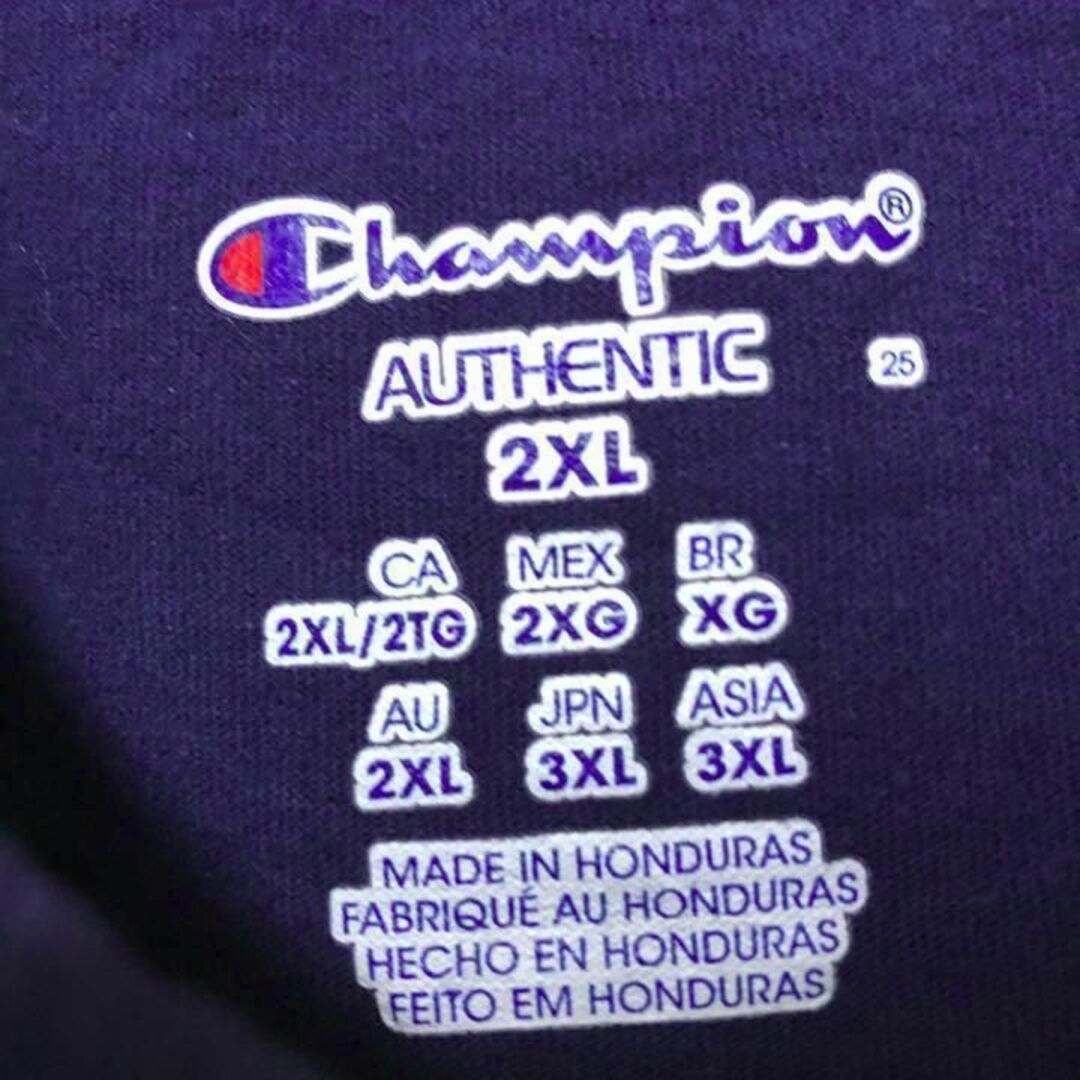 Champion®
AUTHENTIC 25
2XL
CA MEX BR
2XL/2TG 2XG XG
AU JPN ASIA
2XL 3XL 3XL
MADE IN HONDURAS
FABRIQUÉ AU HONDURAS
HECHO EN HONDURAS
FEITO EM HONDURAS